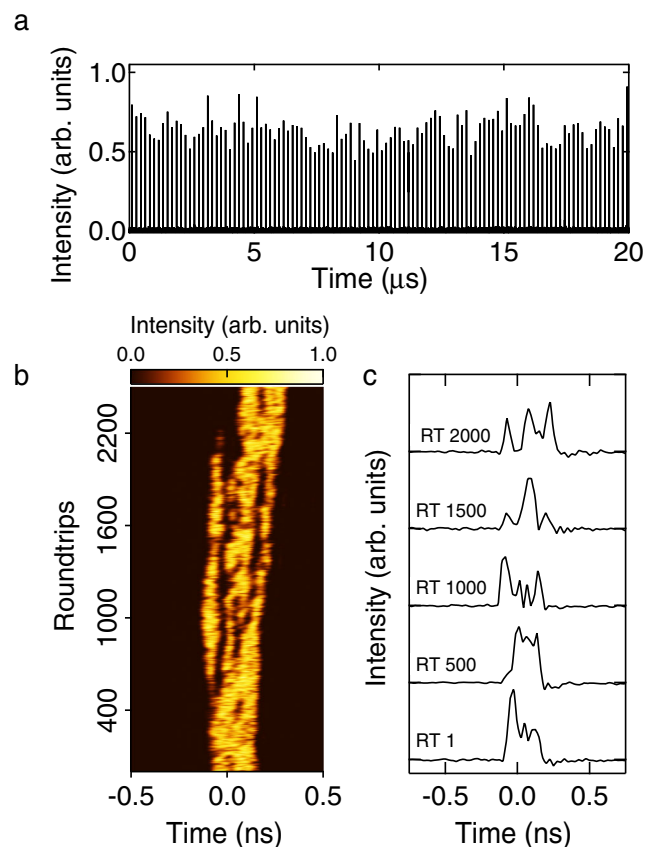 a
Intensity (arb. units)
1.0
0.5
0.0
0 5 10 15 20
Time (μs)
Intensity (arb. units)
0.0 0.5 1.0
b
Roundtrips
2200
1600
1000
400
-0.5 0.0 0.5
Time (ns)
c
Intensity (arb. units)
RT 2000
RT 1500
RT 1000
RT 500
RT 1
-0.5 0.0 0.5
Time (ns)